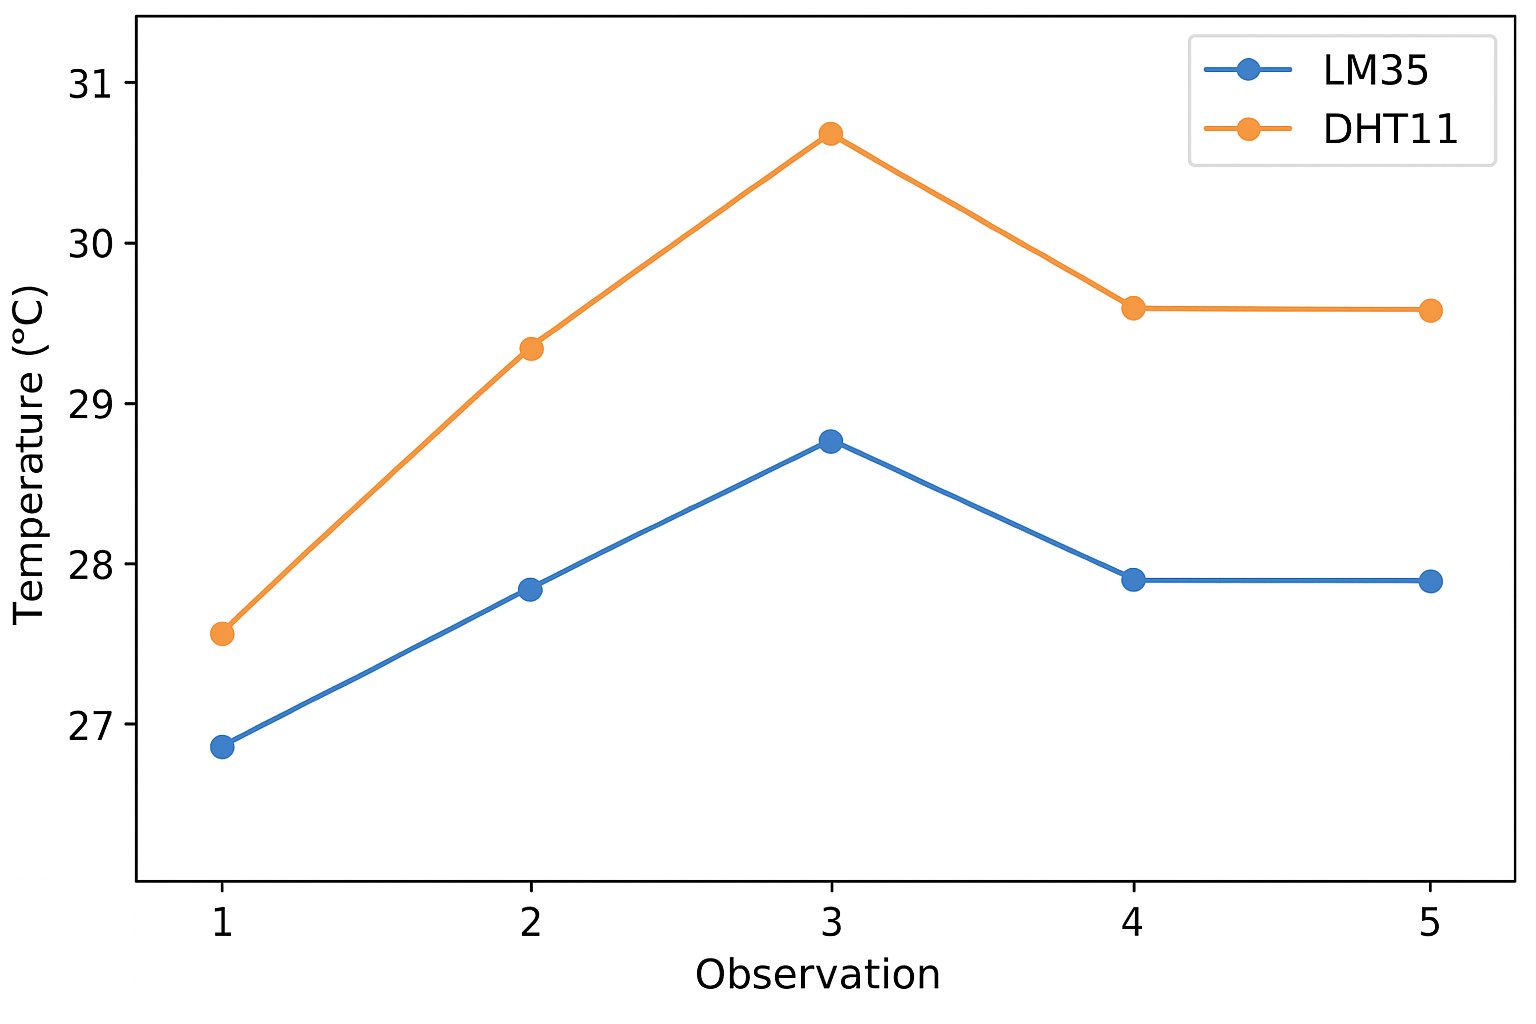 LM35
DHT11
31
30
29
28
27
Temperature (°C)
1 2 3 4 5
Observation